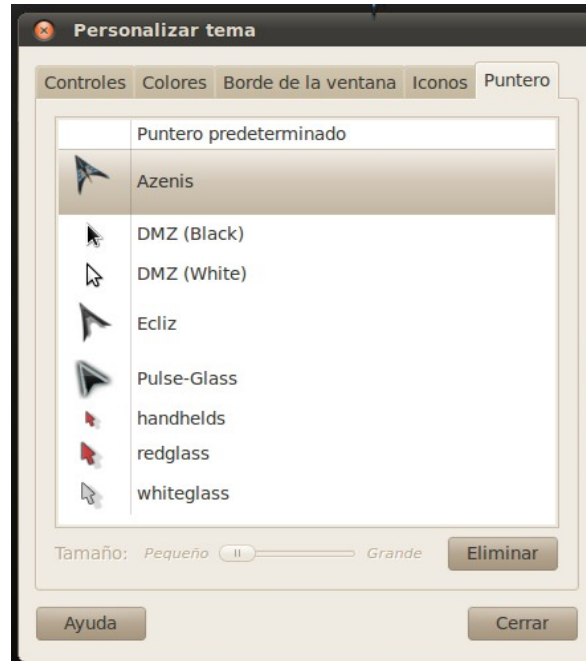 Personalizar tema
Controles Colores Borde de la ventana Iconos Puntero
Puntero predeterminado
Azenis
DMZ (Black)
DMZ (White)
Ecliz
Pulse-Glass
handhelds
redglass
whiteglass
Tamaño: Pequeño Grande Eliminar
Ayuda Cerrar